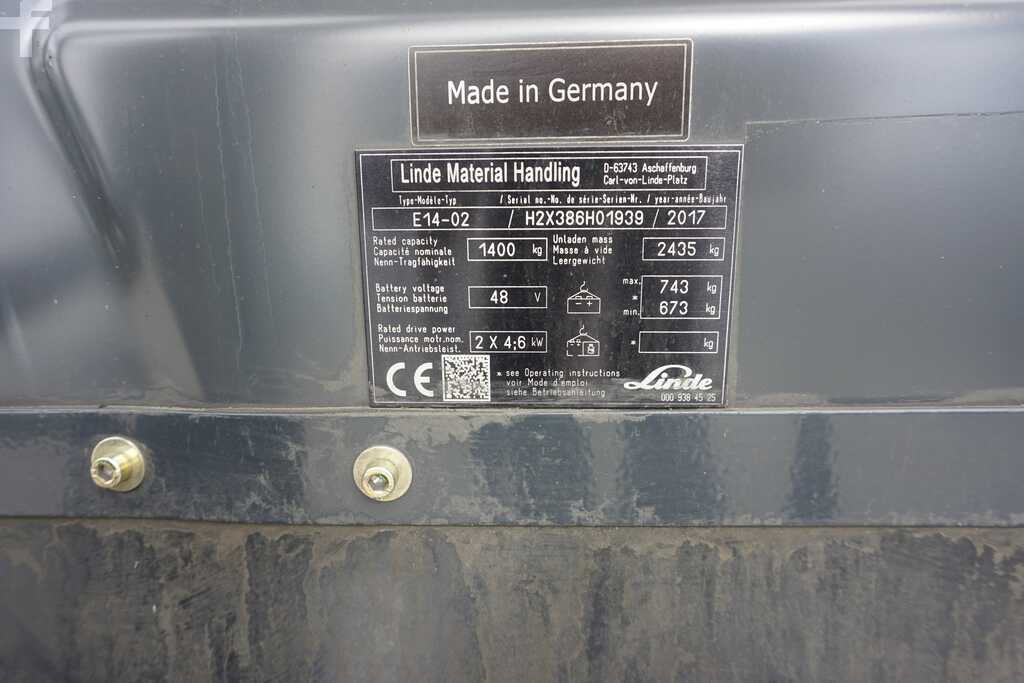 Made in Germany
Linde Material Handling
D-63743 Aschaffenburg
Carl-von-Linde-Platz
Type-Modèle-Typ / Serial no.-No. de série-Serien-Nr. / year-année-Baujahr
E14-02 / H2X386H01939 / 2017
Rated capacity
Capacité nominale
Nenn-Tragfähigkeit
1400 kg
Unladen mass
Masse à vide
Leergewicht
2435 kg
Battery voltage
Tension batterie
Batteriespannung
48 V
- +
max. 743 kg
*
min. 673 kg
Rated drive power
Puissance motr.nom.
Nenn-Antriebsleist.
2 X 4;6 kW
* kg
CE
* see Operating instructions
voir Mode d'emploi
siehe Betriebsanleitung
Linde
000 938 45 25